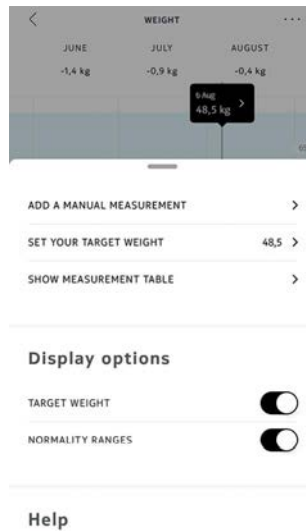 WEIGHT
JUNE JULY AUGUST
-1,4 kg -0,9 kg -0,4 kg
6 Aug
48,5 kg
ADD A MANUAL MEASUREMENT
SET YOUR TARGET WEIGHT 48,5
SHOW MEASUREMENT TABLE
Display options
TARGET WEIGHT
NORMALITY RANGES
Help